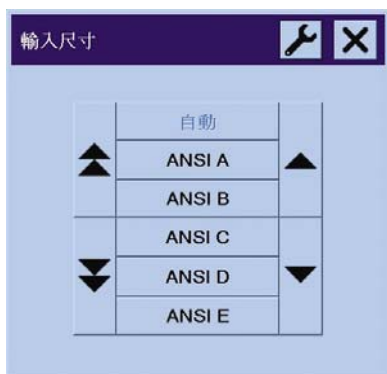 輸入尺寸
自動
ANSI A
ANSI B
ANSI C
ANSI D
ANSI E